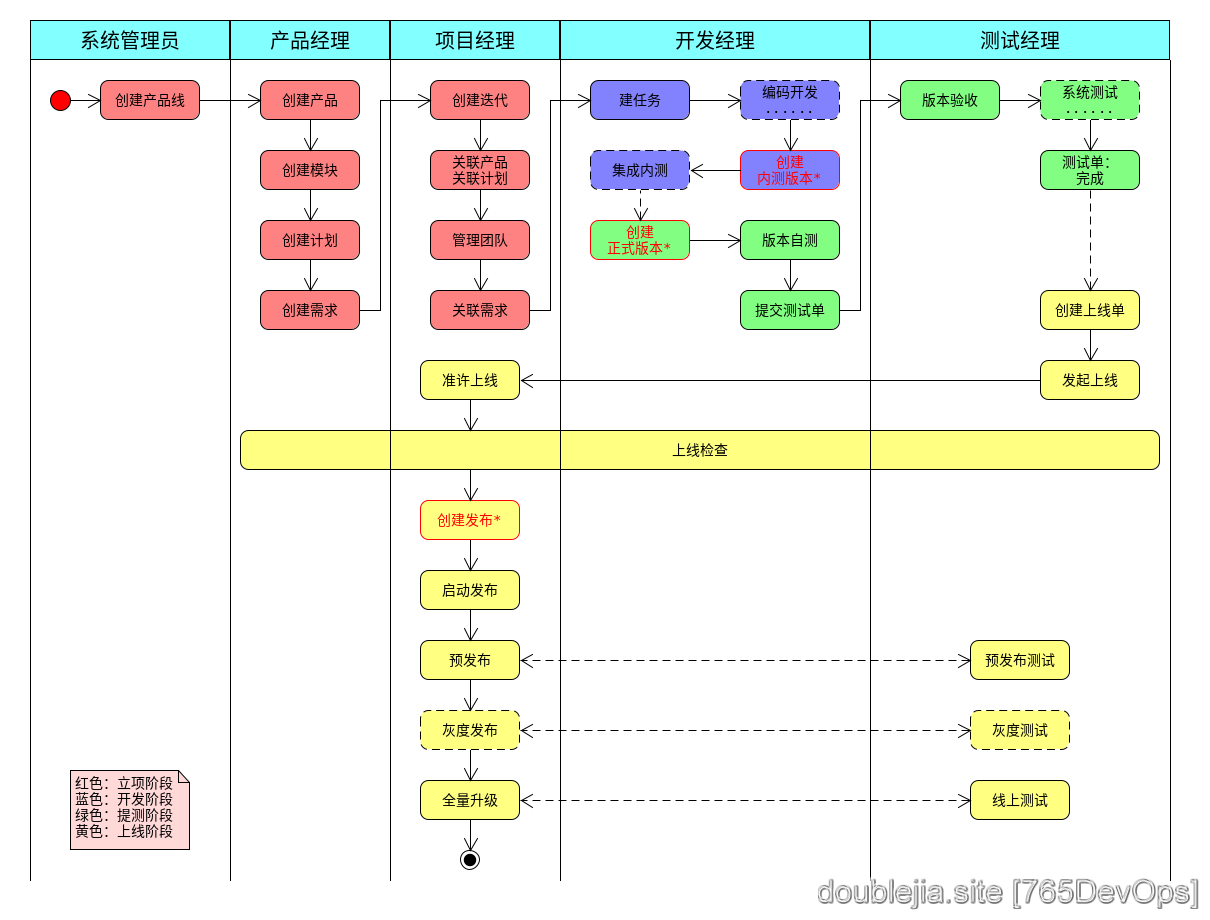 系统管理员
产品经理
项目经理
开发经理
测试经理
创建产品线
创建产品
创建迭代
建任务
编码开发
......
版本验收
系统测试
......
创建模块
关联产品
关联计划
集成内测
创建
内测版本*
测试单：
完成
创建计划
管理团队
创建
正式版本*
版本自测
创建需求
关联需求
提交测试单
创建上线单
准许上线
发起上线
上线检查
创建发布*
启动发布
预发布
预发布测试
灰度发布
灰度测试
红色：立项阶段
蓝色：开发阶段
绿色：提测阶段
黄色：上线阶段
全量升级
线上测试
doublejia.site [765DevOps]